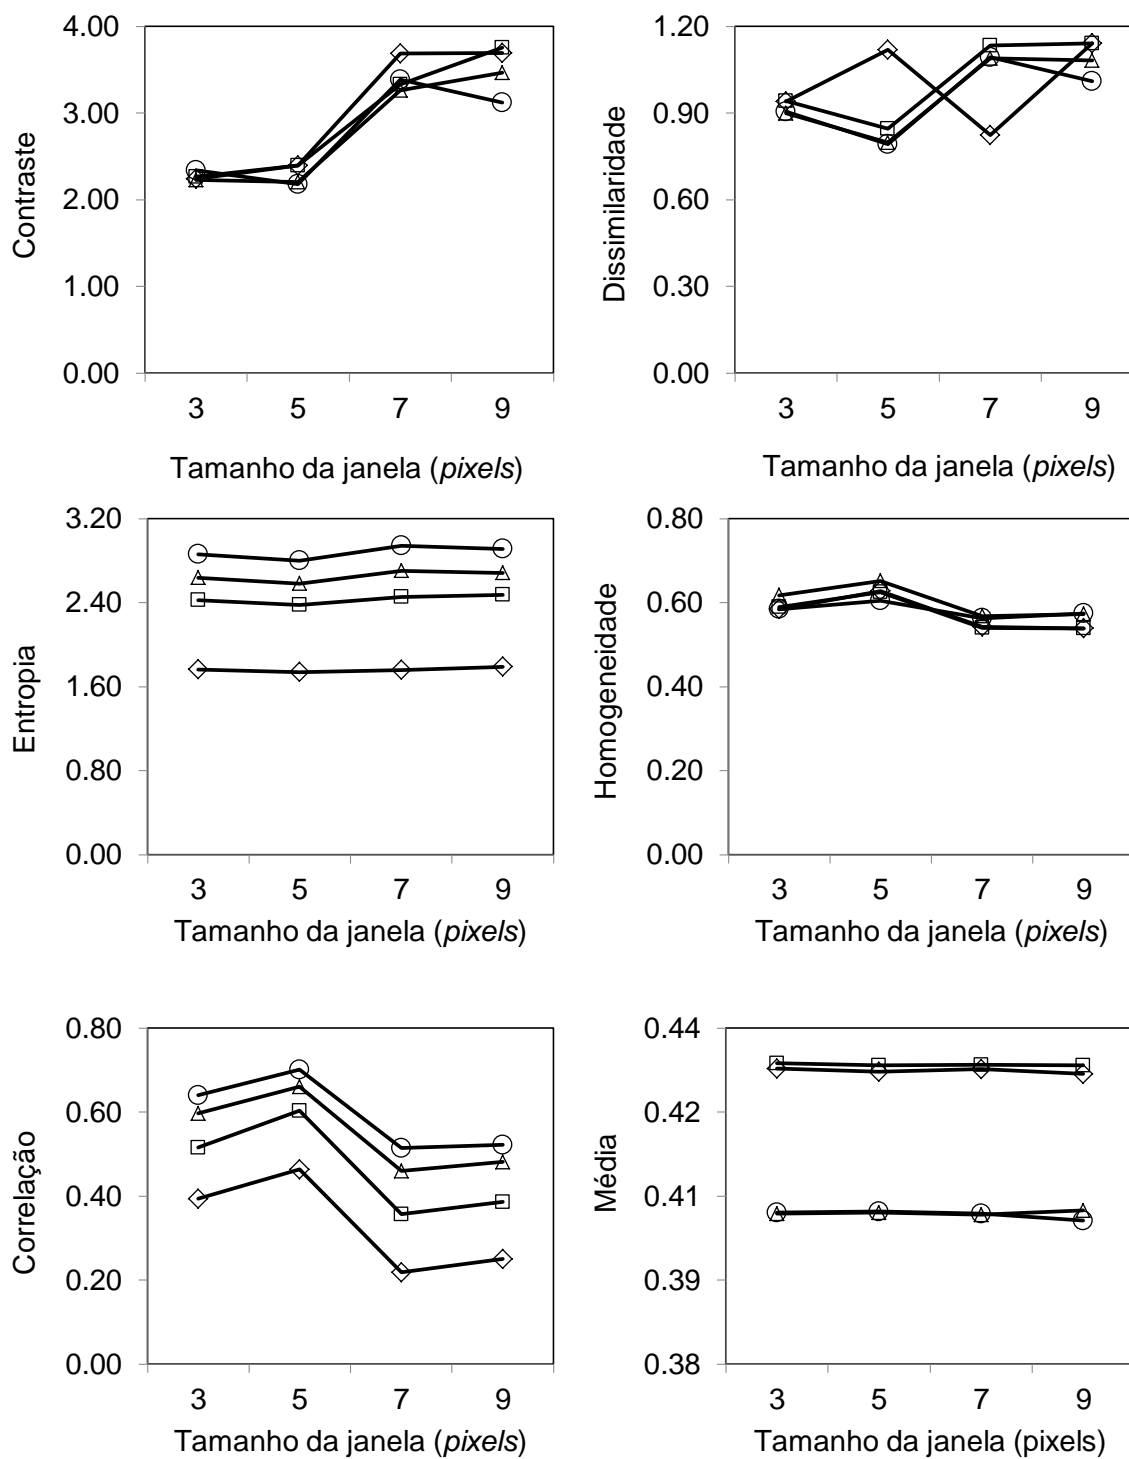 4.00
3.00
2.00
1.00
0.00
Contraste
3 5 7 9
Tamanho da janela (pixels)
1.20
0.90
0.60
0.30
0.00
Dissimilaridade
3 5 7 9
Tamanho da janela (pixels)
3.20
2.40
1.60
0.80
0.00
Entropia
3 5 7 9
Tamanho da janela (pixels)
0.80
0.60
0.40
0.20
0.00
Homogeneidade
3 5 7 9
Tamanho da janela (pixels)
0.80
0.60
0.40
0.20
0.00
Correlação
3 5 7 9
Tamanho da janela (pixels)
0.44
0.42
0.41
0.39
0.38
Média
3 5 7 9
Tamanho da janela (pixels)